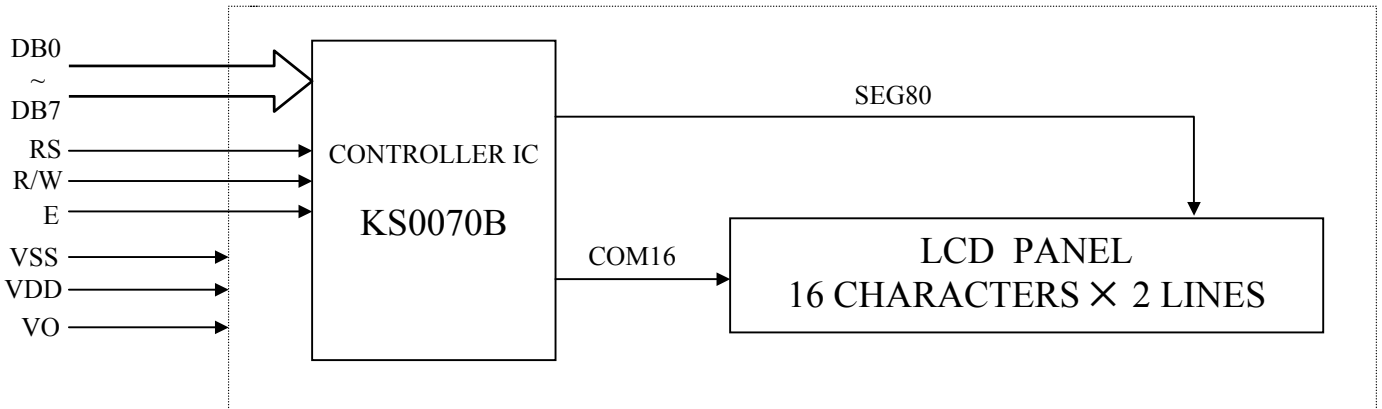 DB0
~
DB7
RS
R/W
E
VSS
VDD
VO
CONTROLLER IC
KS0070B
SEG80
COM16
LCD PANEL
16 CHARACTERS × 2 LINES